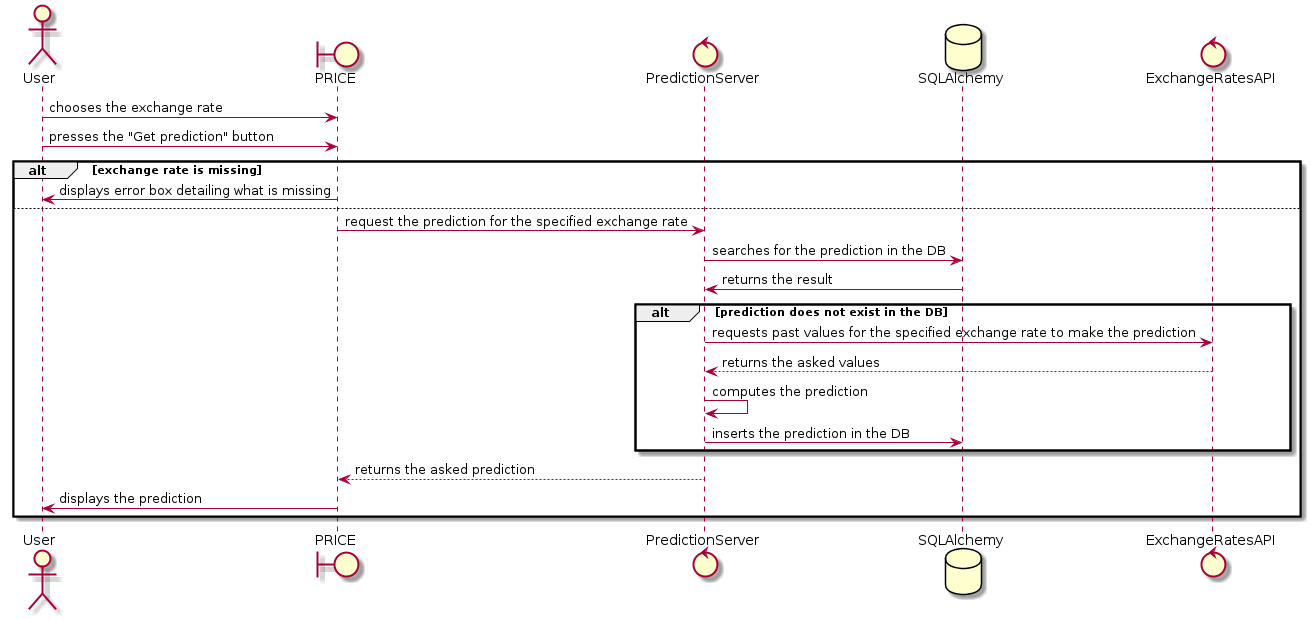 User
PRICE
PredictionServer
SQLAlchemy
ExchangeRatesAPI
chooses the exchange rate
presses the "Get prediction" button
alt [exchange rate is missing]
displays error box detailing what is missing
request the prediction for the specified exchange rate
searches for the prediction in the DB
returns the result
alt [prediction does not exist in the DB]
requests past values for the specified exchange rate to make the prediction
returns the asked values
computes the prediction
inserts the prediction in the DB
returns the asked prediction
displays the prediction
User
PRICE
PredictionServer
SQLAlchemy
ExchangeRatesAPI